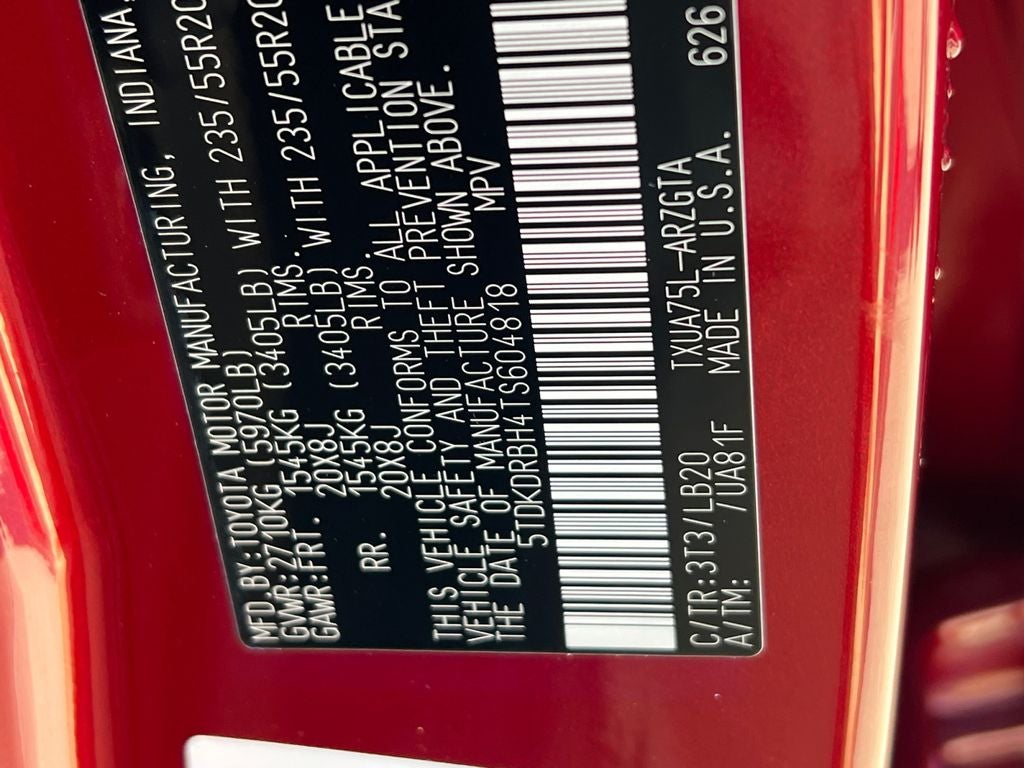 MFD.BY:TOYOTA MOTOR MANUFACTURING, INDIANA,
GVWR:2710KG (5970LB)
GAWR:FRT. 1545KG (3405LB) WITH 235/55R20
20X8J RIMS.
RR. 1545KG (3405LB) WITH 235/55R20
20X8J RIMS.
THIS VEHICLE CONFORMS TO ALL APPLICABLE
VEHICLE SAFETY AND THEFT PREVENTION STA
THE DATE OF MANUFACTURE SHOWN ABOVE.
5TDKDRBH4TS604818 MPV
C/TR:3T3/LB20 TXUA75L-ARZGTA 626
A/TM: /UA81F MADE IN U.S.A.